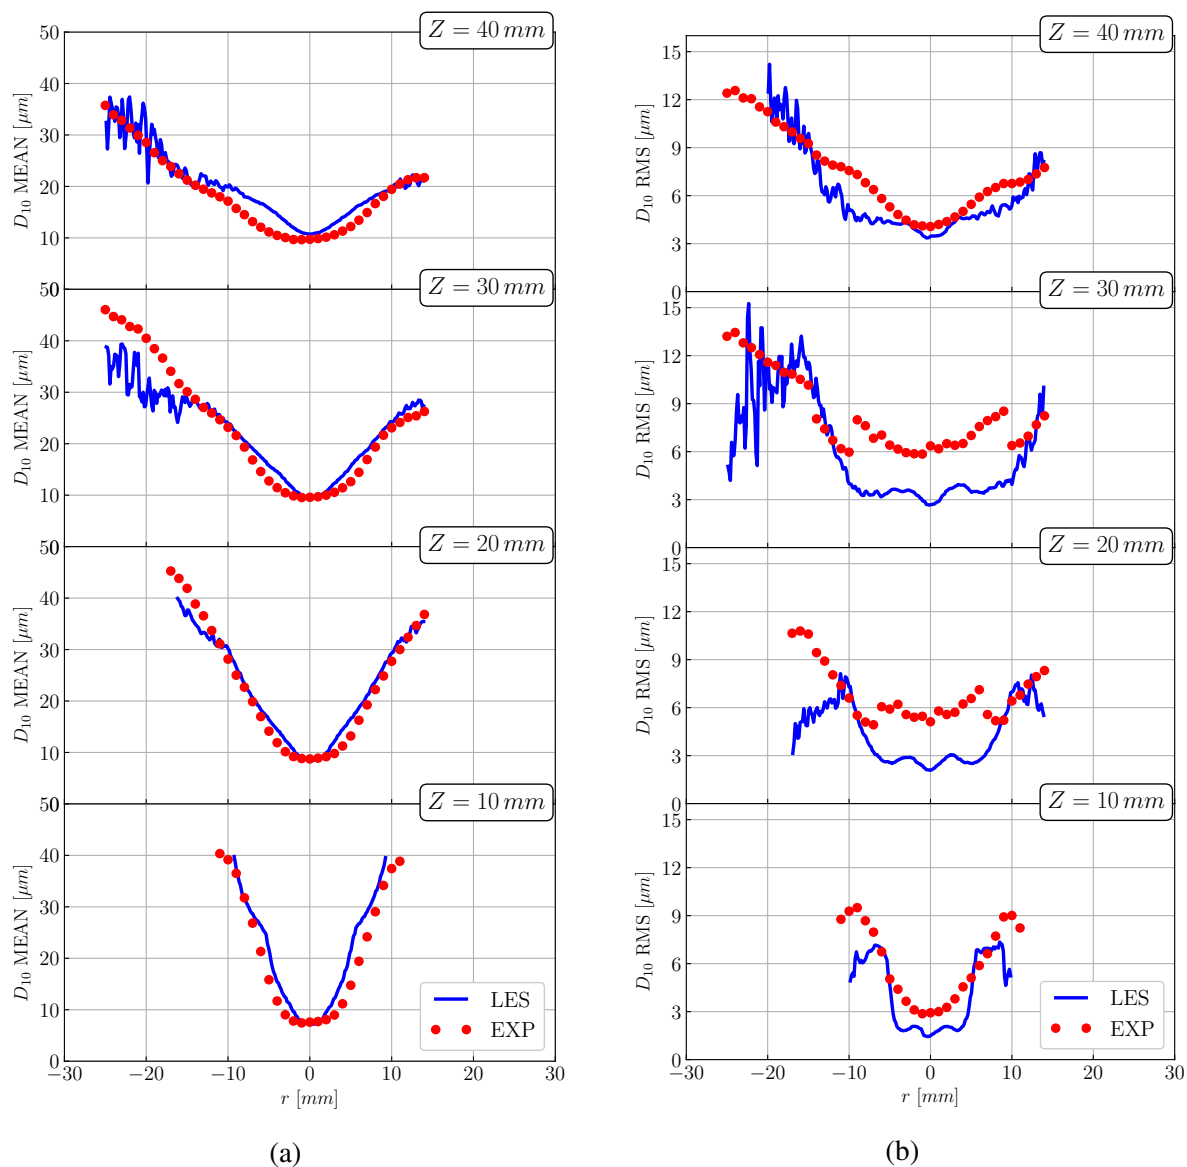 50
40
30
20
10
D10 MEAN [μm]
Z = 40 mm
50
40
30
20
10
D10 MEAN [μm]
Z = 30 mm
50
40
30
20
10
D10 MEAN [μm]
Z = 20 mm
50
40
30
20
10
0
D10 MEAN [μm]
Z = 10 mm
LES
EXP
−30 −20 −10 0 10 20 30
r [mm]
(a)
15
12
9
6
3
0
D10 RMS [μm]
Z = 40 mm
15
12
9
6
3
0
D10 RMS [μm]
Z = 30 mm
15
12
9
6
3
0
D10 RMS [μm]
Z = 20 mm
15
12
9
6
3
0
D10 RMS [μm]
Z = 10 mm
LES
EXP
−30 −20 −10 0 10 20 30
r [mm]
(b)